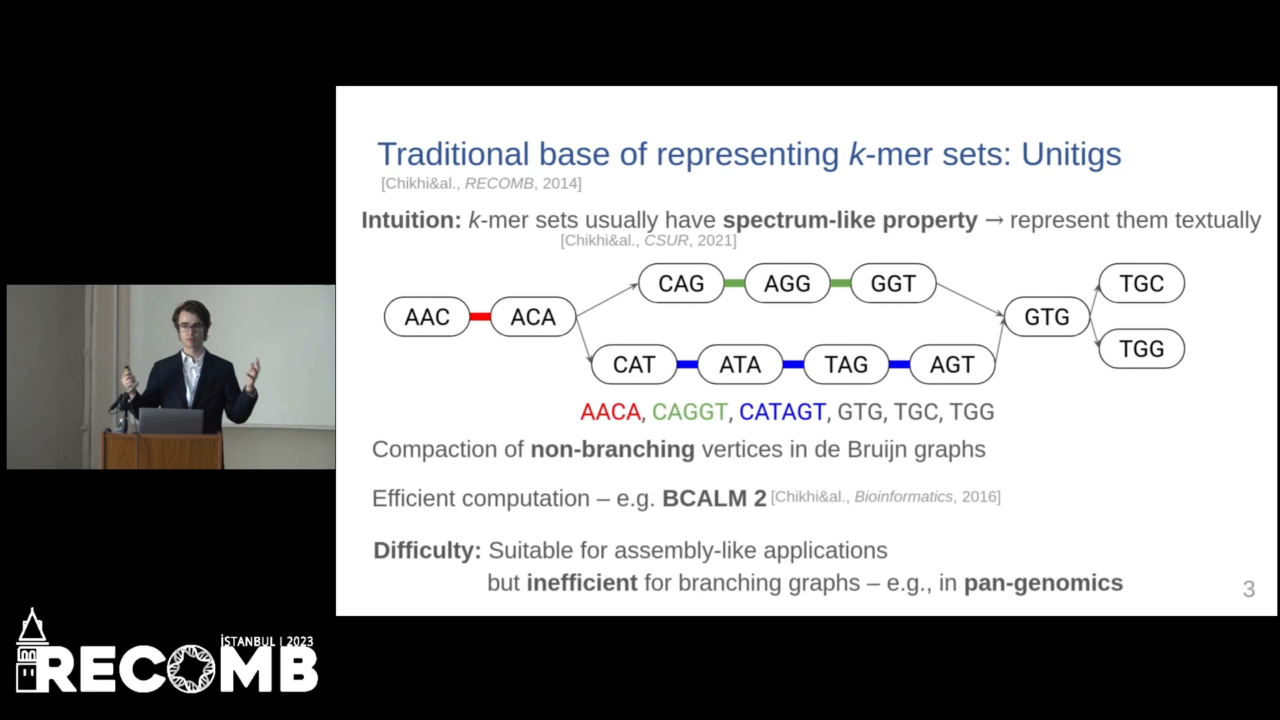 Traditional base of representing k-mer sets: Unitigs
[Chikhi&al., RECOMB, 2014]
Intuition: k-mer sets usually have spectrum-like property → represent them textually
[Chikhi&al., CSUR, 2021]
CAG AGG GGT TGC
AAC ACA GTG
CAT ATA TAG AGT TGG
AACA, CAGGT, CATAGT, GTG, TGC, TGG
Compaction of non-branching vertices in de Bruijn graphs
Efficient computation – e.g. BCALM 2 [Chikhi&al., Bioinformatics, 2016]
Difficulty: Suitable for assembly-like applications
but inefficient for branching graphs – e.g., in pan-genomics
3
İSTANBUL | 2023
RECOMB